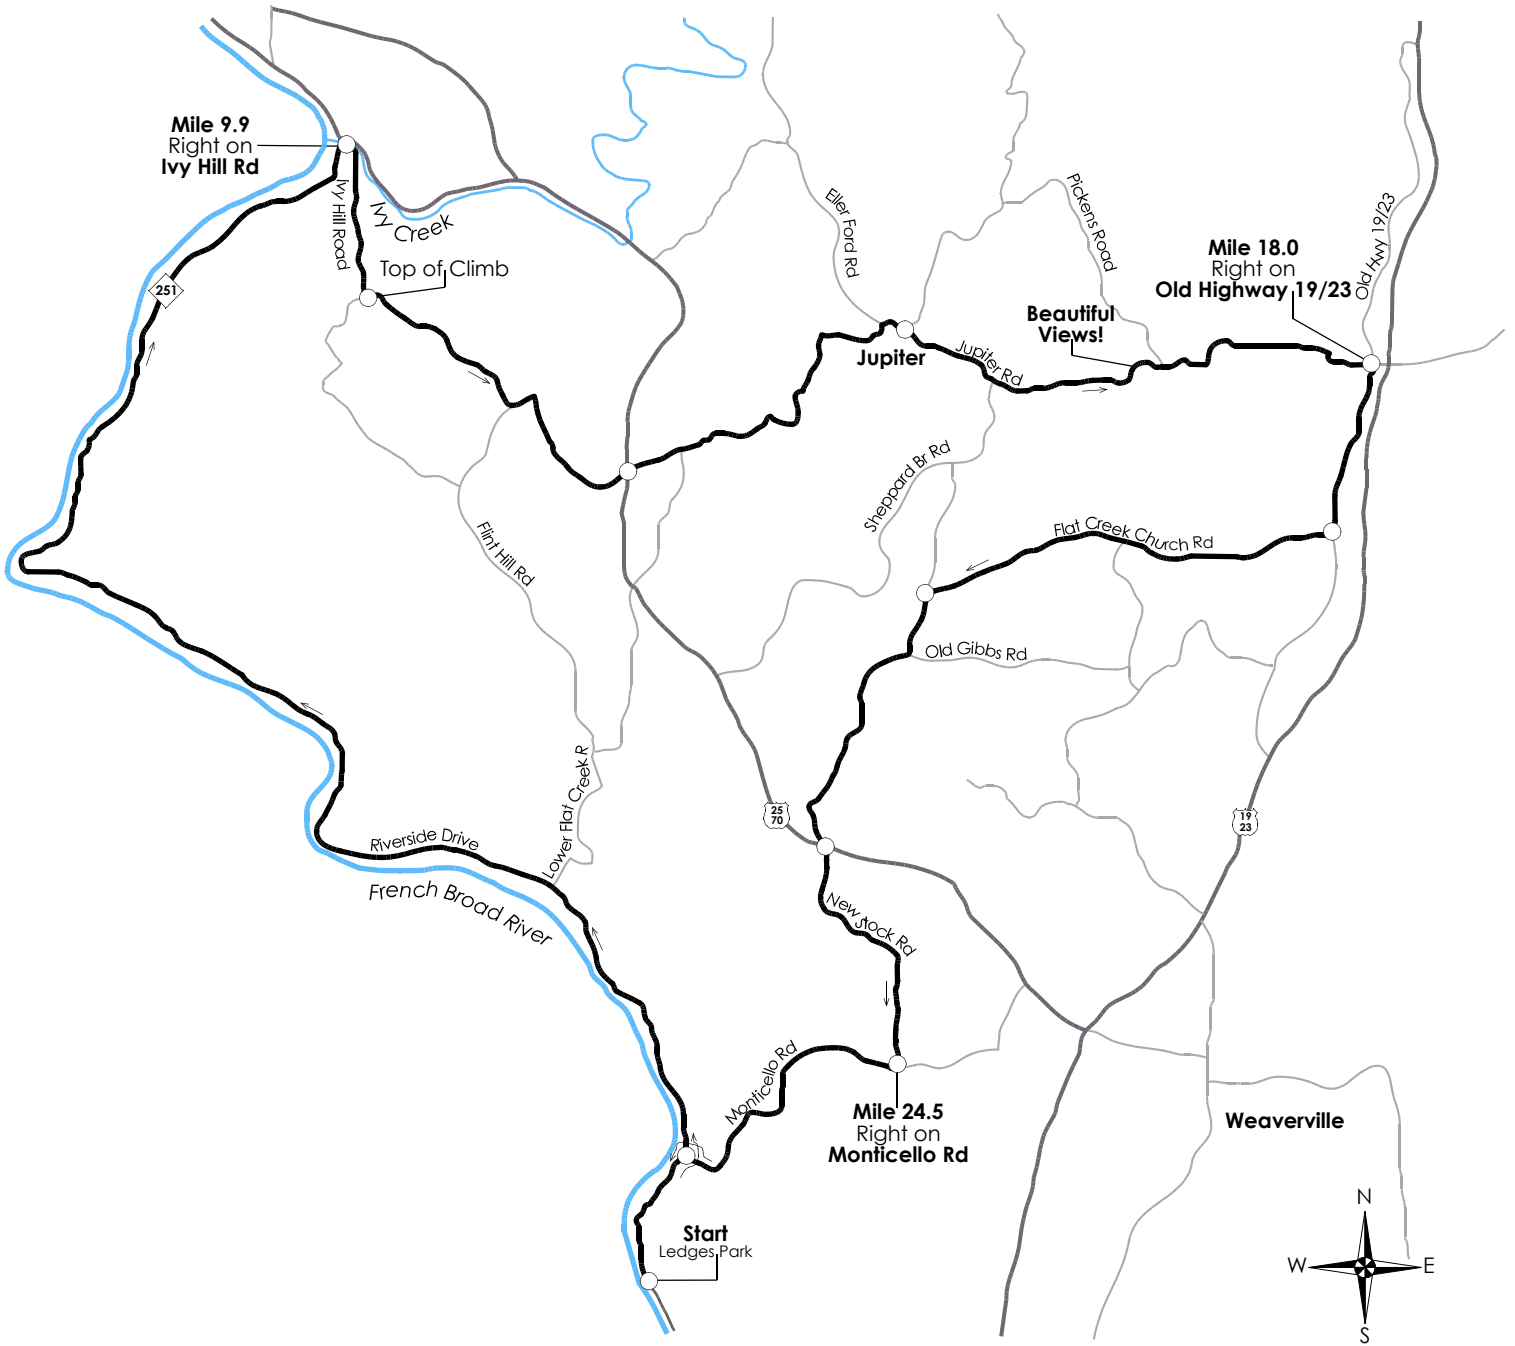 Mile 9.9
Right on
Ivy Hill Rd
Ivy Hill Road
Ivy Creek
Top of Climb
251
Eller Ford Rd
Pickens Road
Old Hwy 19/23
Mile 18.0
Right on
Old Highway 19/23
Beautiful
Views!
Jupiter
Jupiter Rd
Sheppard Br Rd
Flint Hill Rd
Flat Creek Church Rd
Old Gibbs Rd
Lower Flat Creek R
25
70
19
23
Riverside Drive
French Broad River
New Stock Rd
Monticello Rd
Mile 24.5
Right on
Monticello Rd
Weaverville
Start
Ledges Park
N
W
E
S